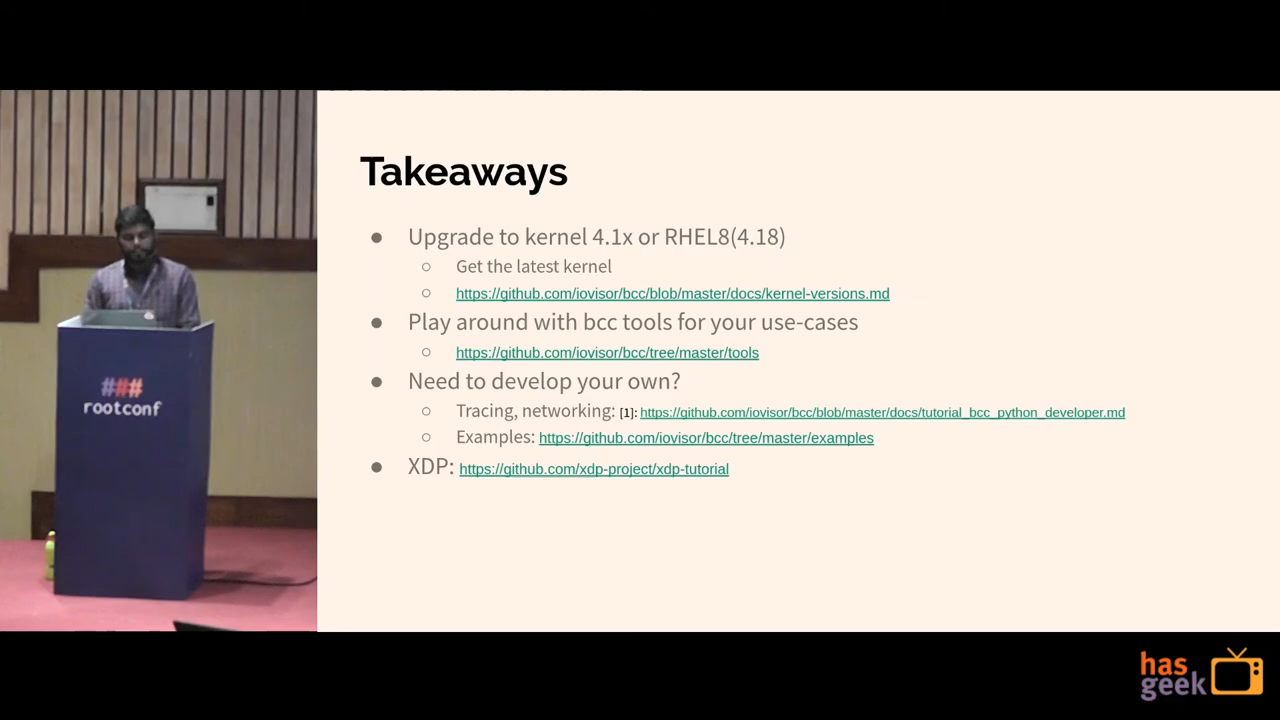 Takeaways
● Upgrade to kernel 4.1x or RHEL8(4.18)
○ Get the latest kernel
○ https://github.com/iovisor/bcc/blob/master/docs/kernel-versions.md
● Play around with bcc tools for your use-cases
○ https://github.com/iovisor/bcc/tree/master/tools
● Need to develop your own?
○ Tracing, networking: [1]: https://github.com/iovisor/bcc/blob/master/docs/tutorial_bcc_python_developer.md
○ Examples: https://github.com/iovisor/bcc/tree/master/examples
● XDP: https://github.com/xdp-project/xdp-tutorial
###
rootconf
has
geek